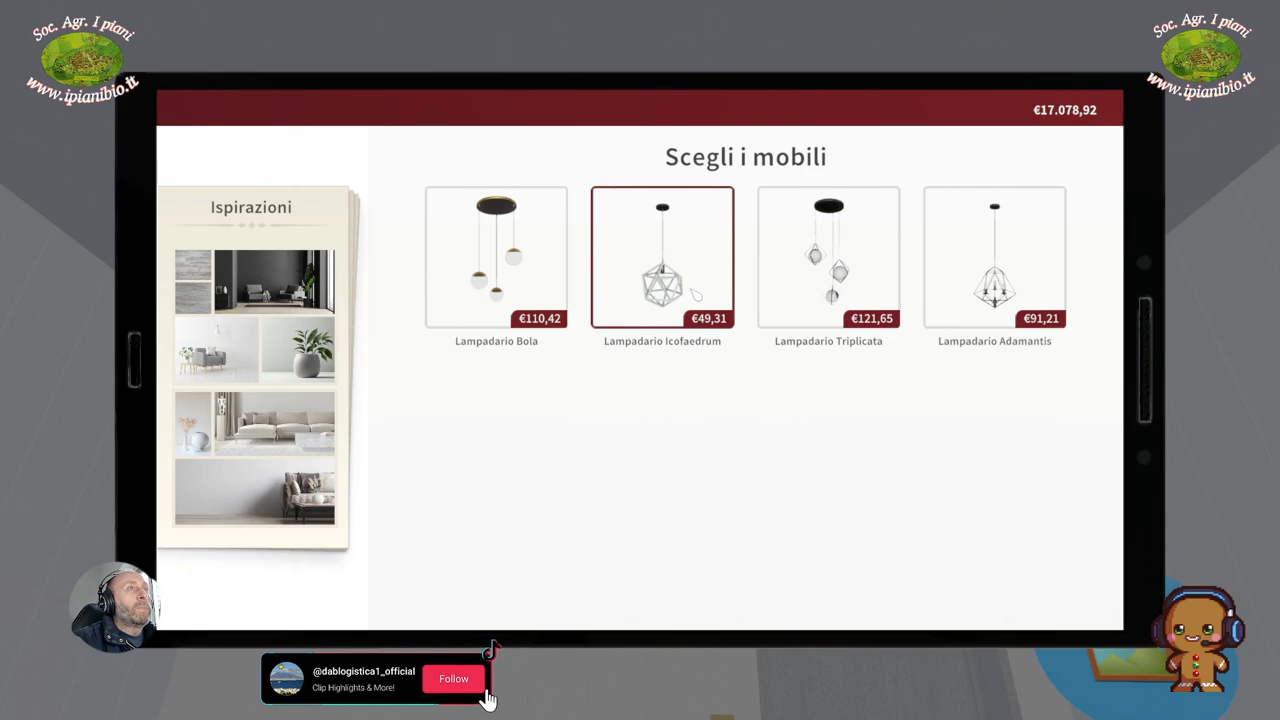 Soc. Agr. I piani
www.ipianibio.it
Soc. Agr. I piani
www.ipianibio.it
€17.078,92
Scegli i mobili
Ispirazioni
€110,42
€49,31
€121,65
€91,21
Lampadario Bola
Lampadario Icofaedrum
Lampadario Triplicata
Lampadario Adamantis
@dablogistica1_official
Clip Highlights & More!
Follow